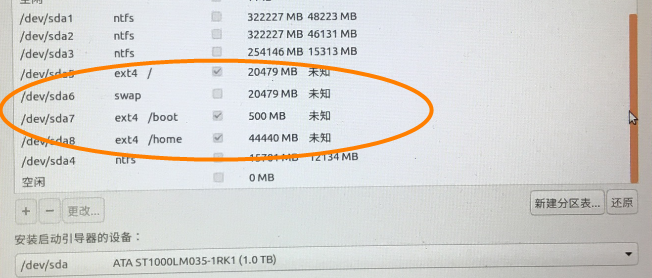 空闲
/dev/sda1 ntfs 322227 MB 48223 MB
/dev/sda2 ntfs 322227 MB 46131 MB
/dev/sda3 ntfs 254146 MB 15313 MB
/dev/sda5 ext4 / 20479 MB 未知
/dev/sda6 swap 20479 MB 未知
/dev/sda7 ext4 /boot 500 MB 未知
/dev/sda8 ext4 /home 44440 MB 未知
/dev/sda4 ntfs 15781 MB 12134 MB
空闲 0 MB
+ − 更改... 新建分区表... 还原
安装启动引导器的设备：
/dev/sda ATA ST1000LM035-1RK1 (1.0 TB)